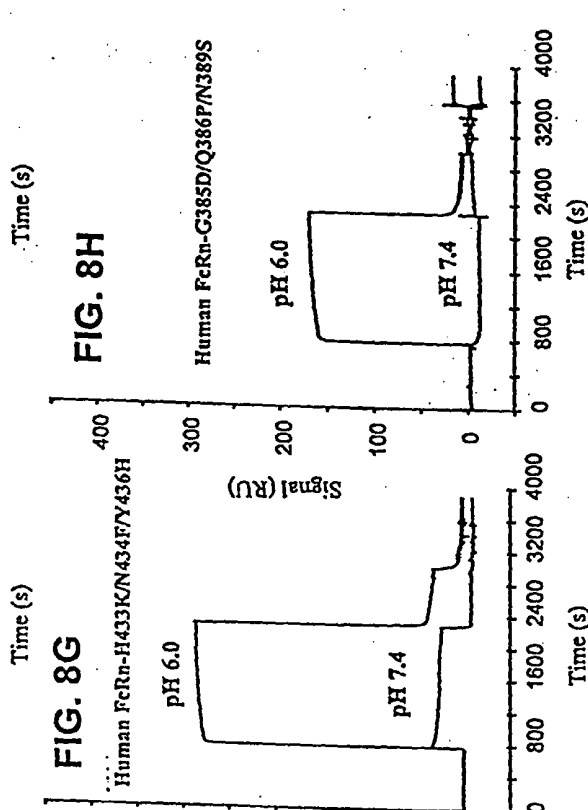 Time (s)
FIG. 8G
Human FcRn-H433K/N434F/Y436H
pH 6.0
pH 7.4
0 800 1600 2400 3200 4000
Time (s)
Time (s)
FIG. 8H
Human FcRn-G385D/Q386P/N389S
Signal (RU)
400
300
200
100
0
pH 6.0
pH 7.4
0 800 1600 2400 3200 4000
Time (s)